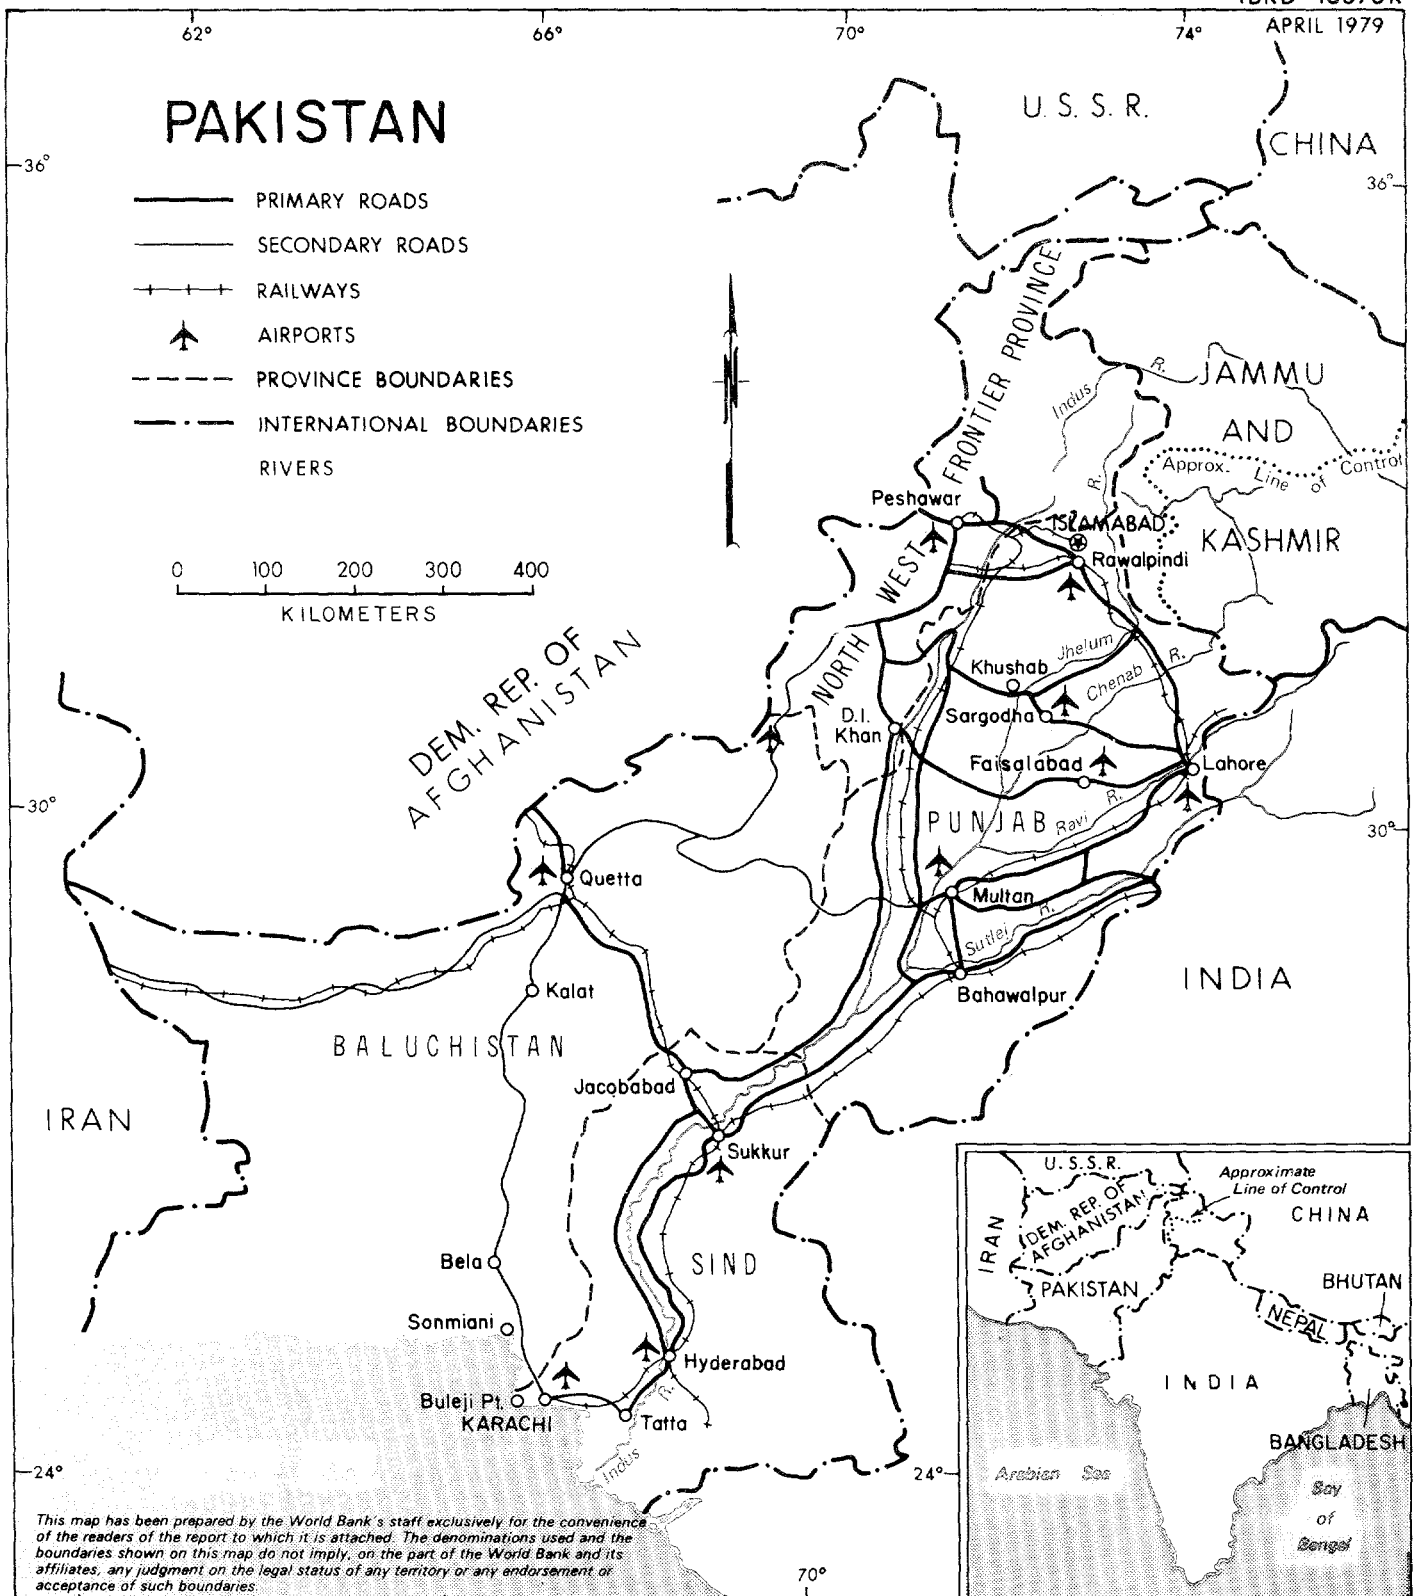 APRIL 1979
62°
66°
70°
74°
PAKISTAN
U. S. S. R.
CHINA
36°
36°
PRIMARY ROADS
SECONDARY ROADS
RAILWAYS
AIRPORTS
PROVINCE BOUNDARIES
INTERNATIONAL BOUNDARIES
RIVERS
N
0 100 200 300 400
KILOMETERS
NORTH WEST FRONTIER PROVINCE
Indus
R.
JAMMU
AND
KASHMIR
Approx. Line of Control
R.
Peshawar
ISLAMABAD
Rawalpindi
DEM. REP. OF
AFGHANISTAN
Khushab
Jhelum
R.
Chenab
Sargodha
D.I.
Khan
Faisalabad
Lahore
30°
30°
PUNJAB
Ravi
R.
Quetta
Multan
Sutlej
R.
INDIA
Kalat
Bahawalpur
BALUCHISTAN
Jacobabad
IRAN
Sukkur
Bela
SIND
Sonmiani
Hyderabad
Buleji Pt.
KARACHI
Tatta
Indus
R.
24°
24°
70°
U.S.S.R.
Approximate
Line of Control
IRAN
DEM. REP. OF
AFGHANISTAN
CHINA
PAKISTAN
BHUTAN
NEPAL
INDIA
BANGLADESH
Arabian Sea
Bay
of
Bengal
This map has been prepared by the World Bank's staff exclusively for the convenience
of the readers of the report to which it is attached. The denominations used and the
boundaries shown on this map do not imply, on the part of the World Bank and its
affiliates, any judgment on the legal status of any territory or any endorsement or
acceptance of such boundaries.